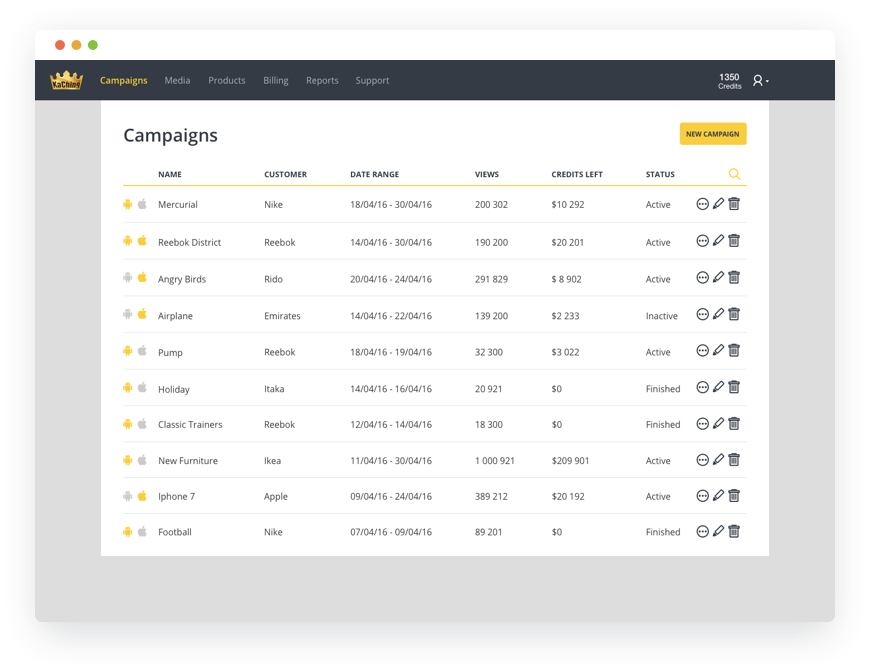 KaChing
Campaigns Media Products Billing Reports Support
1350
Credits
Campaigns
NEW CAMPAIGN
NAME CUSTOMER DATE RANGE VIEWS CREDITS LEFT STATUS
Mercurial Nike 18/04/16 - 30/04/16 200 302 $10 292 Active
Reebok District Reebok 14/04/16 - 30/04/16 190 200 $20 201 Active
Angry Birds Rido 20/04/16 - 24/04/16 291 829 $ 8 902 Active
Airplane Emirates 14/04/16 - 22/04/16 139 200 $2 233 Inactive
Pump Reebok 18/04/16 - 19/04/16 32 300 $3 022 Active
Holiday Itaka 14/04/16 - 16/04/16 20 921 $0 Finished
Classic Trainers Reebok 12/04/16 - 14/04/16 18 300 $0 Finished
New Furniture Ikea 11/04/16 - 30/04/16 1 000 921 $209 901 Active
Iphone 7 Apple 09/04/16 - 24/04/16 389 212 $20 192 Active
Football Nike 07/04/16 - 09/04/16 89 201 $0 Finished